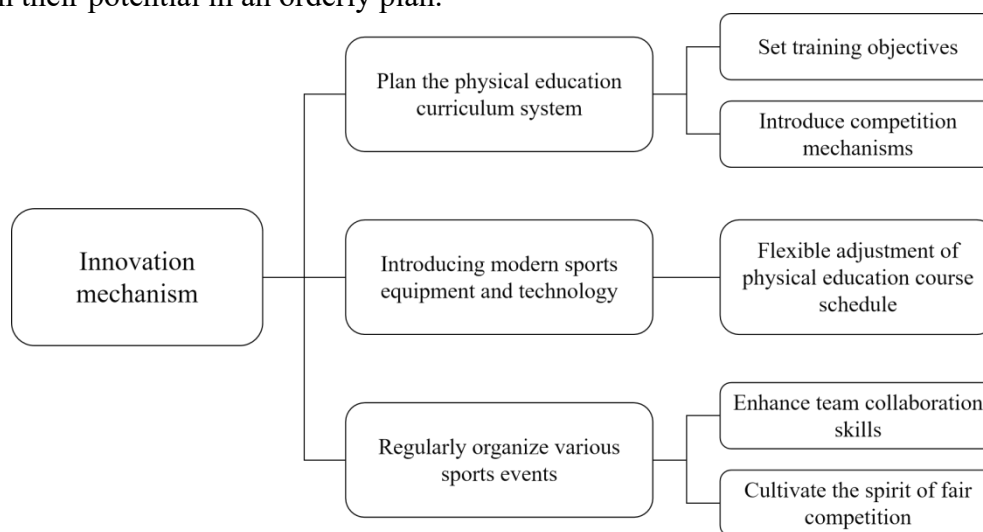 their potential in an orderly plan.
Set training objectives
Plan the physical education
curriculum system
Introduce competition
mechanisms
Innovation
mechanism
Introducing modern sports
equipment and technology
Flexible adjustment of
physical education course
schedule
Regularly organize various
sports events
Enhance team collaboration
skills
Cultivate the spirit of fair
competition